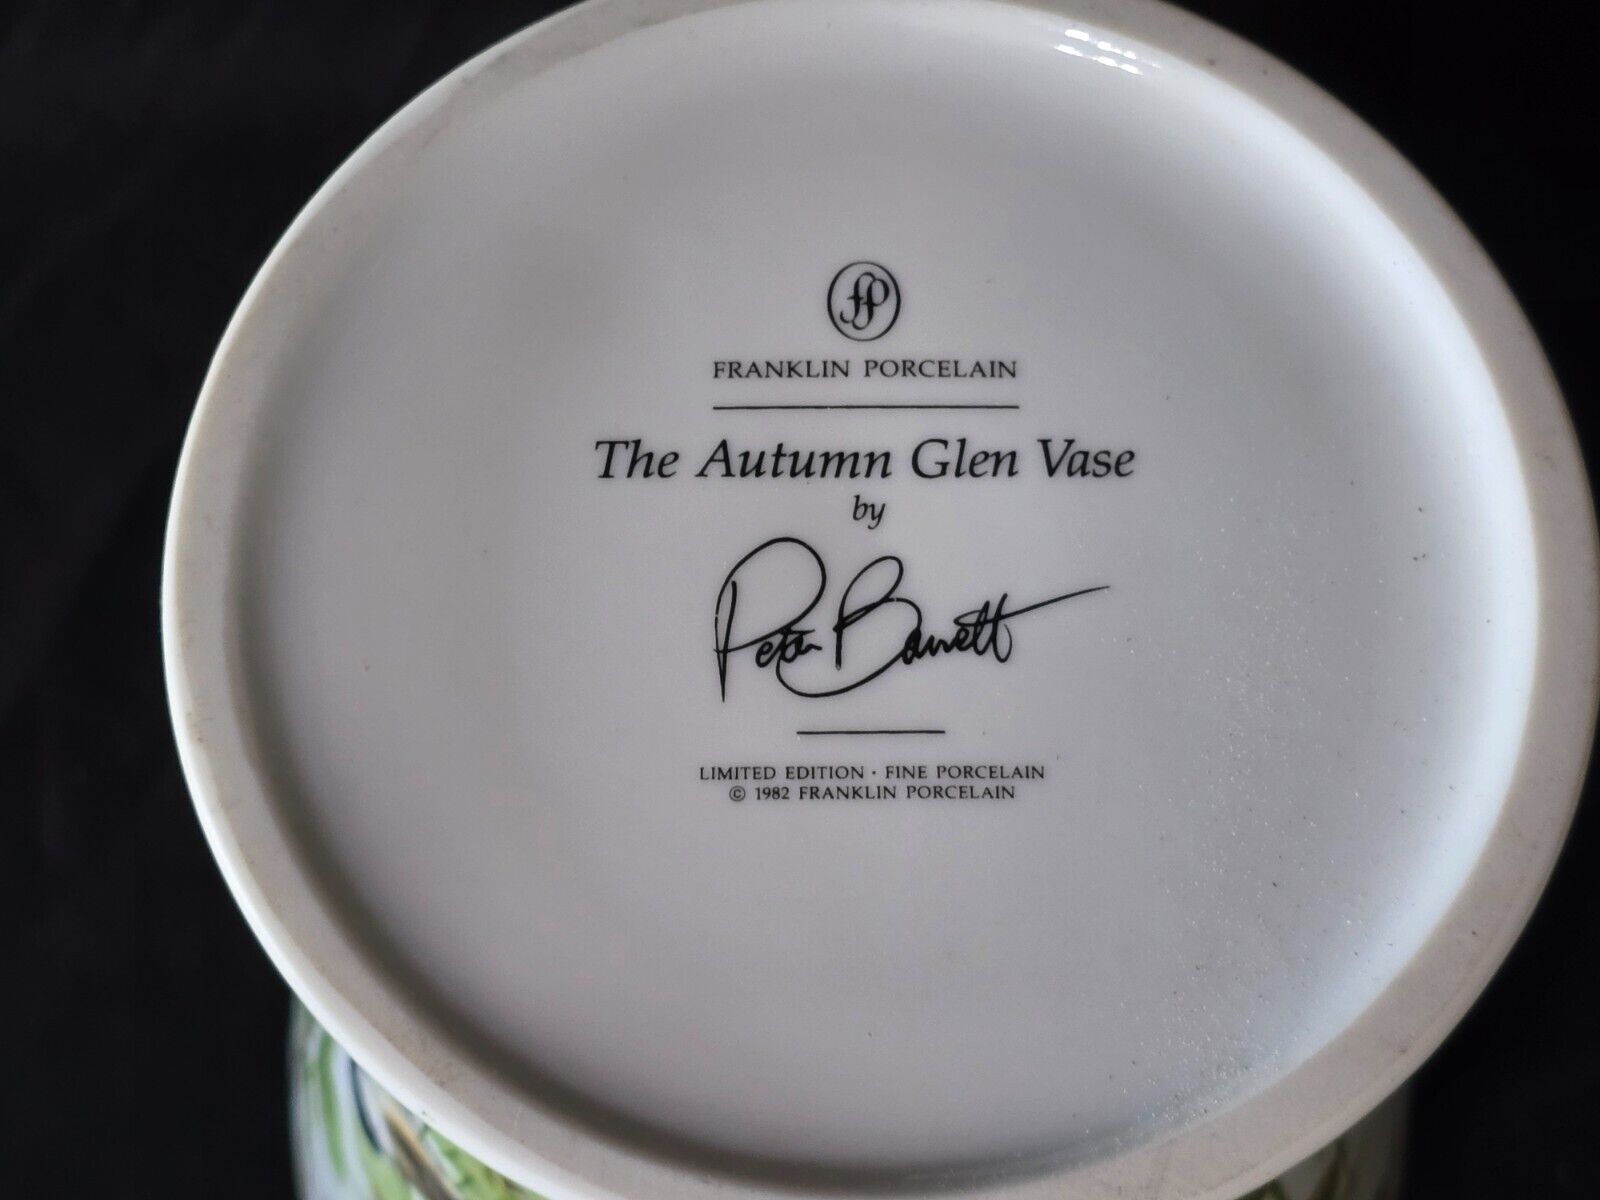 fp
FRANKLIN PORCELAIN
The Autumn Glen Vase
by
Peter Barrett
LIMITED EDITION · FINE PORCELAIN
© 1982 FRANKLIN PORCELAIN